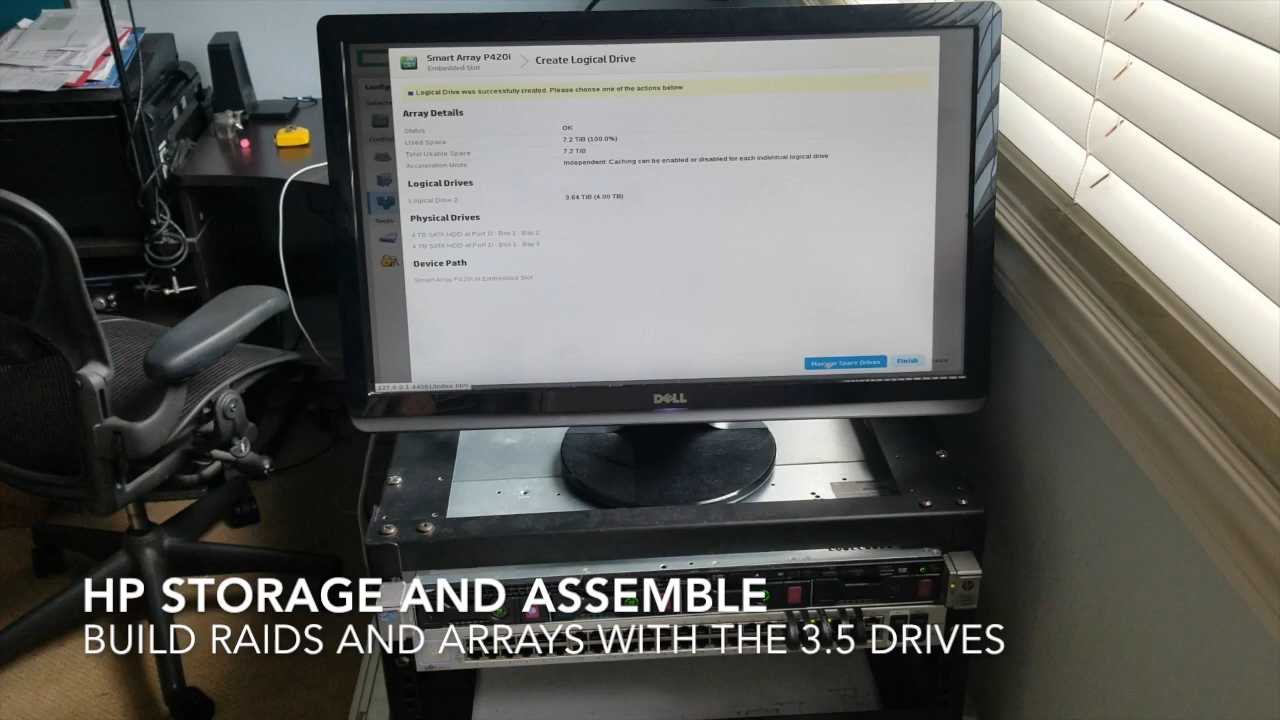 Smart Array P420i
Embedded Slot
Create Logical Drive
Logical Drive was successfully created. Please choose one of the actions below
Array Details
Status
OK
Used Space
7.2 TiB (100.0%)
Total Usable Space
7.2 TiB
Acceleration Mode
Independent: Caching can be enabled or disabled for each individual logical drive
Logical Drives
Logical Drive 2
3.64 TiB (4.00 TB)
Physical Drives
4 TB SATA HDD at Port 1I : Box 1 : Bay 2
4 TB SATA HDD at Port 1I : Box 1 : Bay 3
Device Path
Smart Array P420i in Embedded Slot
Tools
Manage Spare Drives
Finish
DELL
HP STORAGE AND ASSEMBLE
BUILD RAIDS AND ARRAYS WITH THE 3.5 DRIVES